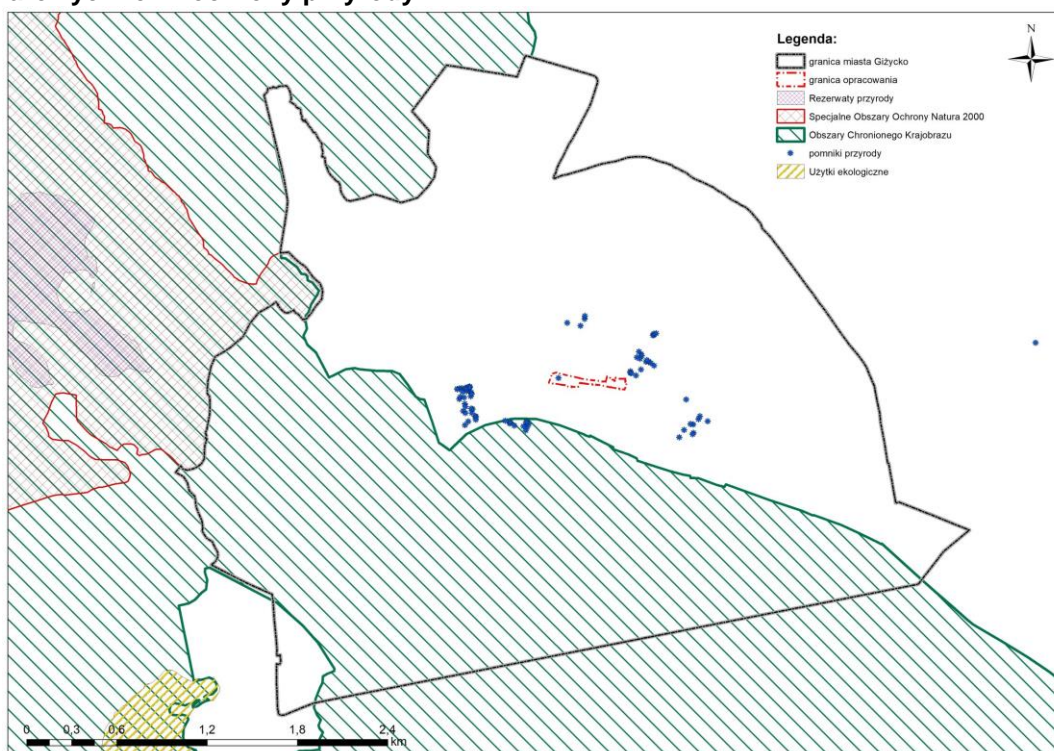 Legenda:
N
granica miasta Giżycko
granica opracowania
Rezerwaty przyrody
Specjalne Obszary Ochrony Natura 2000
Obszary Chronionego Krajobrazu
pomniki przyrody
Użytki ekologiczne
0 0,3 0,6 1,2 1,8 2,4
km